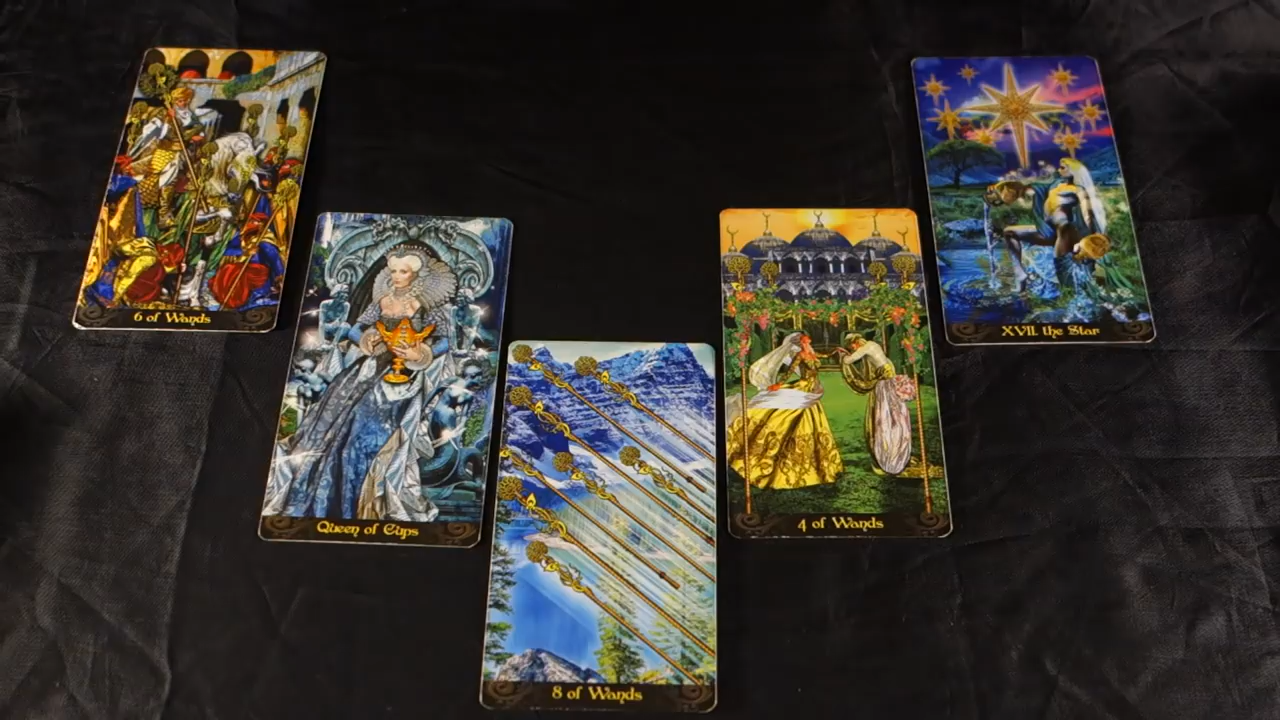 6 of Wands
Queen of Cups
8 of Wands
4 of Wands
XVII. the Star